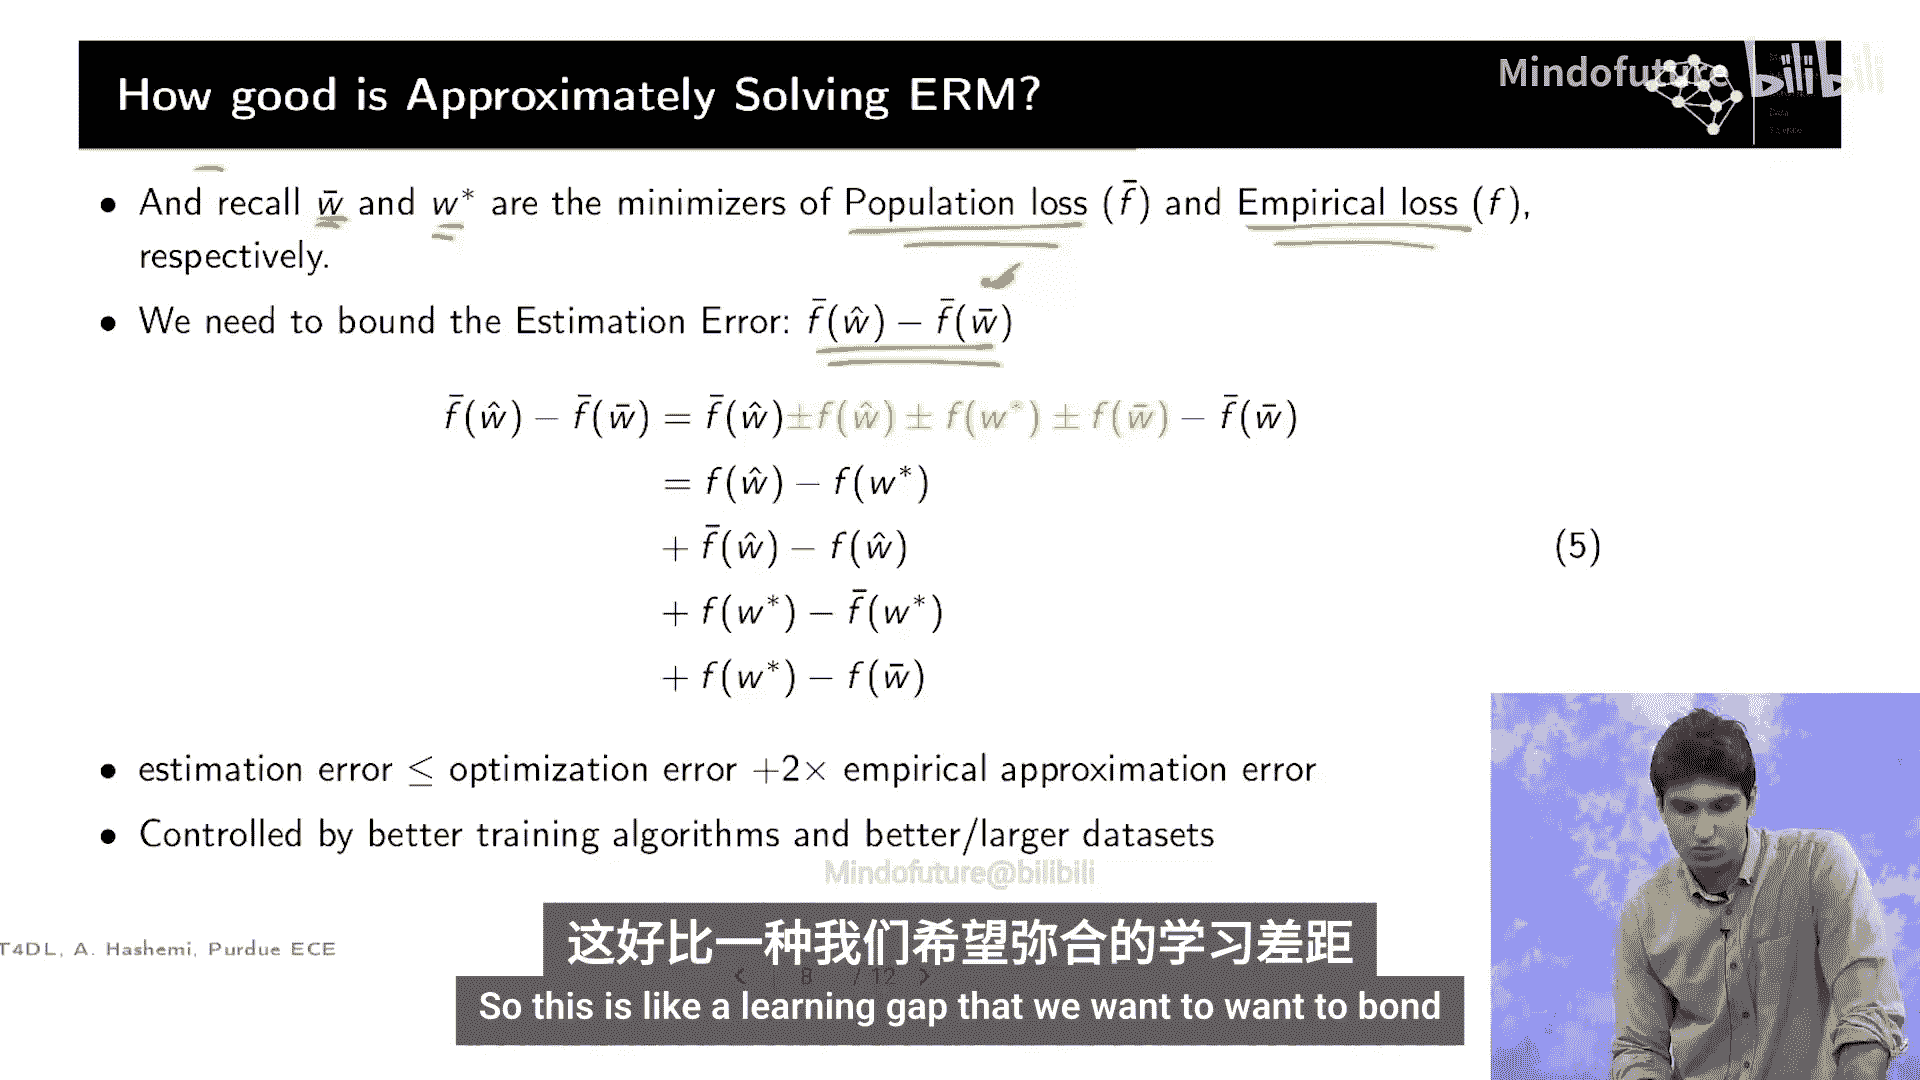 How good is Approximately Solving ERM?
Mindofuture
bilibili
• And recall w̄ and w* are the minimizers of Population loss (f̄) and Empirical loss (f),
respectively.
• We need to bound the Estimation Error: f̄(ŵ) − f̄(w̄)
f̄(ŵ) − f̄(w̄) = f̄(ŵ)±f(ŵ) ± f(w*) ± f(w̄) − f̄(w̄)
= f(ŵ) − f(w*)
+ f̄(ŵ) − f(ŵ)
(5)
+ f(w*) − f̄(w*)
+ f(w*) − f(w̄)
• estimation error ≤ optimization error +2× empirical approximation error
• Controlled by better training algorithms and better/larger datasets
Mindofuture@bilibili
T4DL, A. Hashemi, Purdue ECE
这好比一种我们希望弥合的学习差距
8 / 12
So this is like a learning gap that we want to want to bond